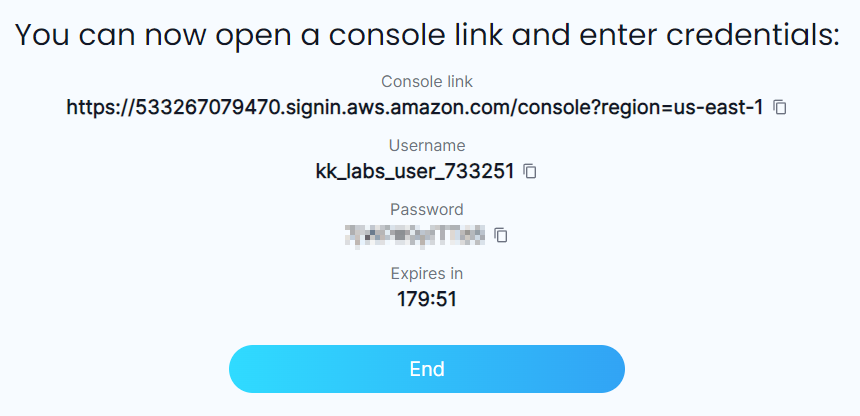 You can now open a console link and enter credentials:
Console link
https://533267079470.signin.aws.amazon.com/console?region=us-east-1
Username
kk_labs_user_733251
Password
Expires in
179:51
End